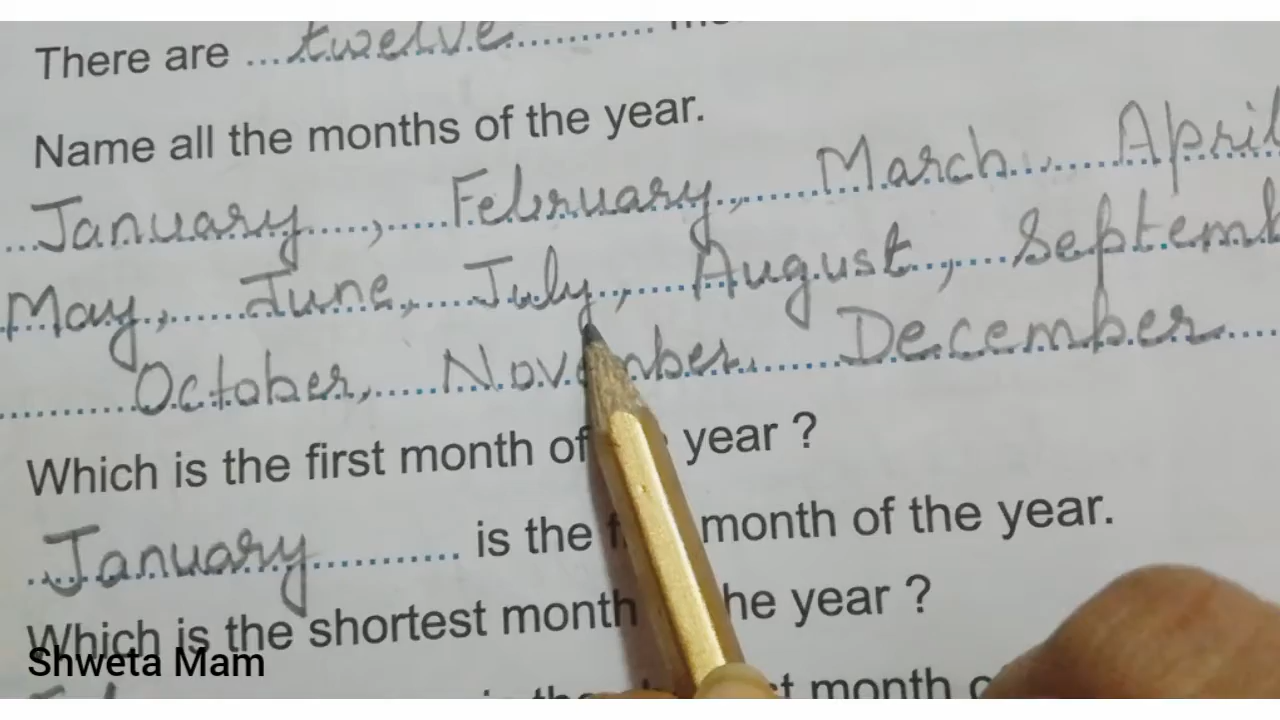 There are ... twelve ...
Name all the months of the year.
January, February, March, April
May, June, July, August, Septemb
October, November, December
Which is the first month of year ?
January is the month of the year.
Which is the shortest month he year ?
Shweta Mam
month